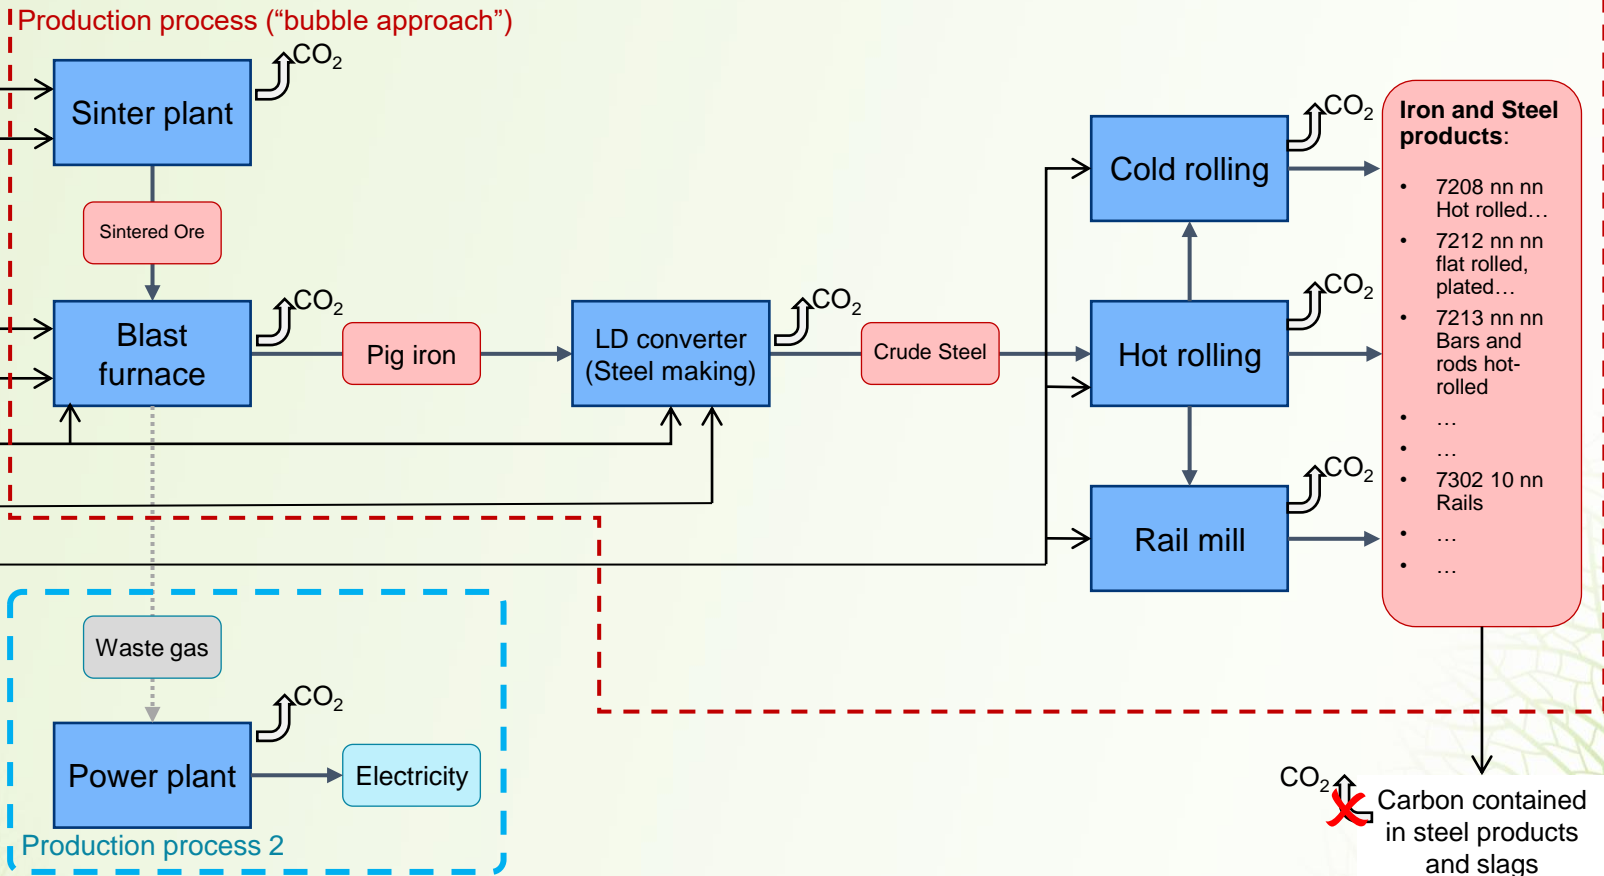 Production process (“bubble approach”)
CO2
Sinter plant
Sintered Ore
CO2
Blast
furnace
Pig iron
CO2
LD converter
(Steel making)
Crude Steel
CO2
Cold rolling
CO2
Hot rolling
CO2
Rail mill
Iron and Steel
products:
• 7208 nn nn
Hot rolled…
• 7212 nn nn
flat rolled,
plated…
• 7213 nn nn
Bars and
rods hot-
rolled
• …
• …
• 7302 10 nn
Rails
• …
• …
Waste gas
CO2
Power plant
Electricity
Production process 2
CO2
Carbon contained
in steel products
and slags